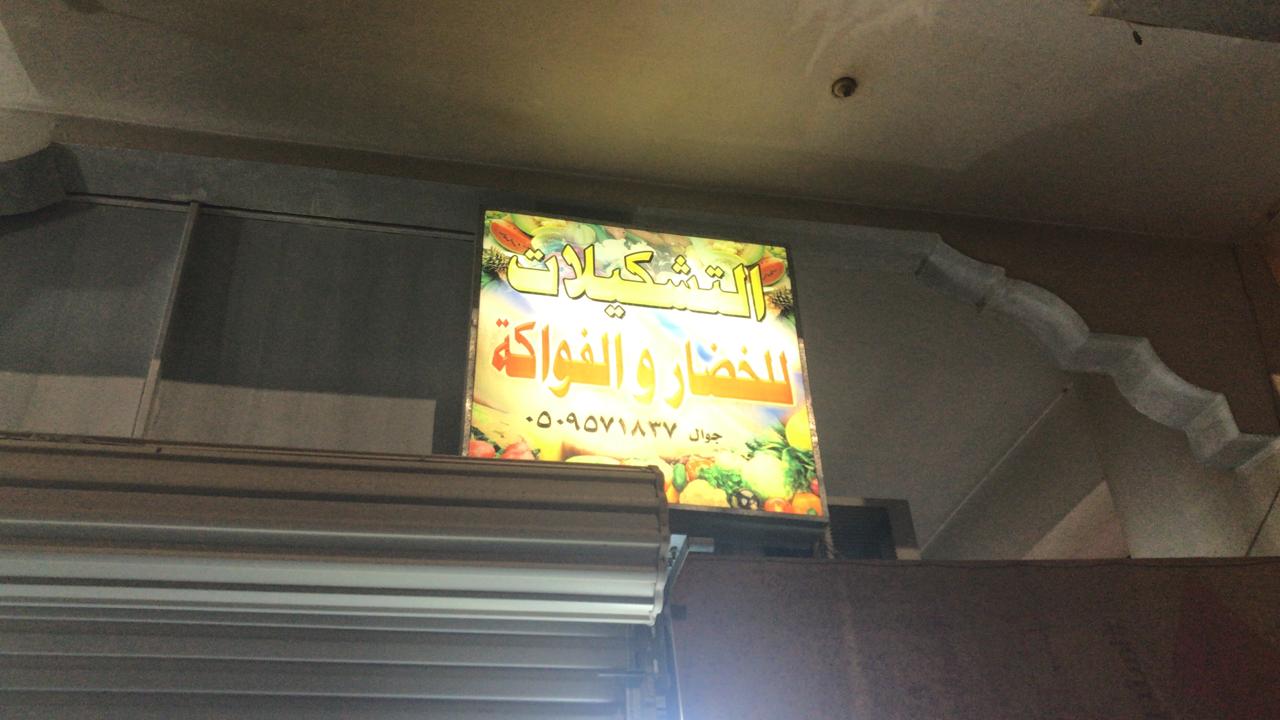 التشكيلات
للخضار و الفواكة
جوال ٠٥٠٩٥٧١٨٣٧